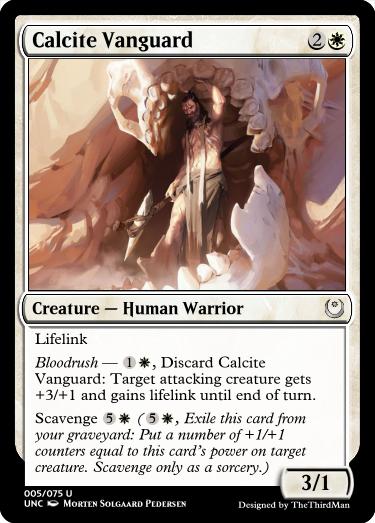 Calcite Vanguard 2
Creature — Human Warrior
Lifelink
Bloodrush — 1, Discard Calcite
Vanguard: Target attacking creature gets
+3/+1 and gains lifelink until end of turn.
Scavenge 5 ( 5, Exile this card from
your graveyard: Put a number of +1/+1
counters equal to this card's power on target
creature. Scavenge only as a sorcery.)
3/1
005/075 U
UNC Morten Solgaard Pedersen
Designed by TheThirdMan